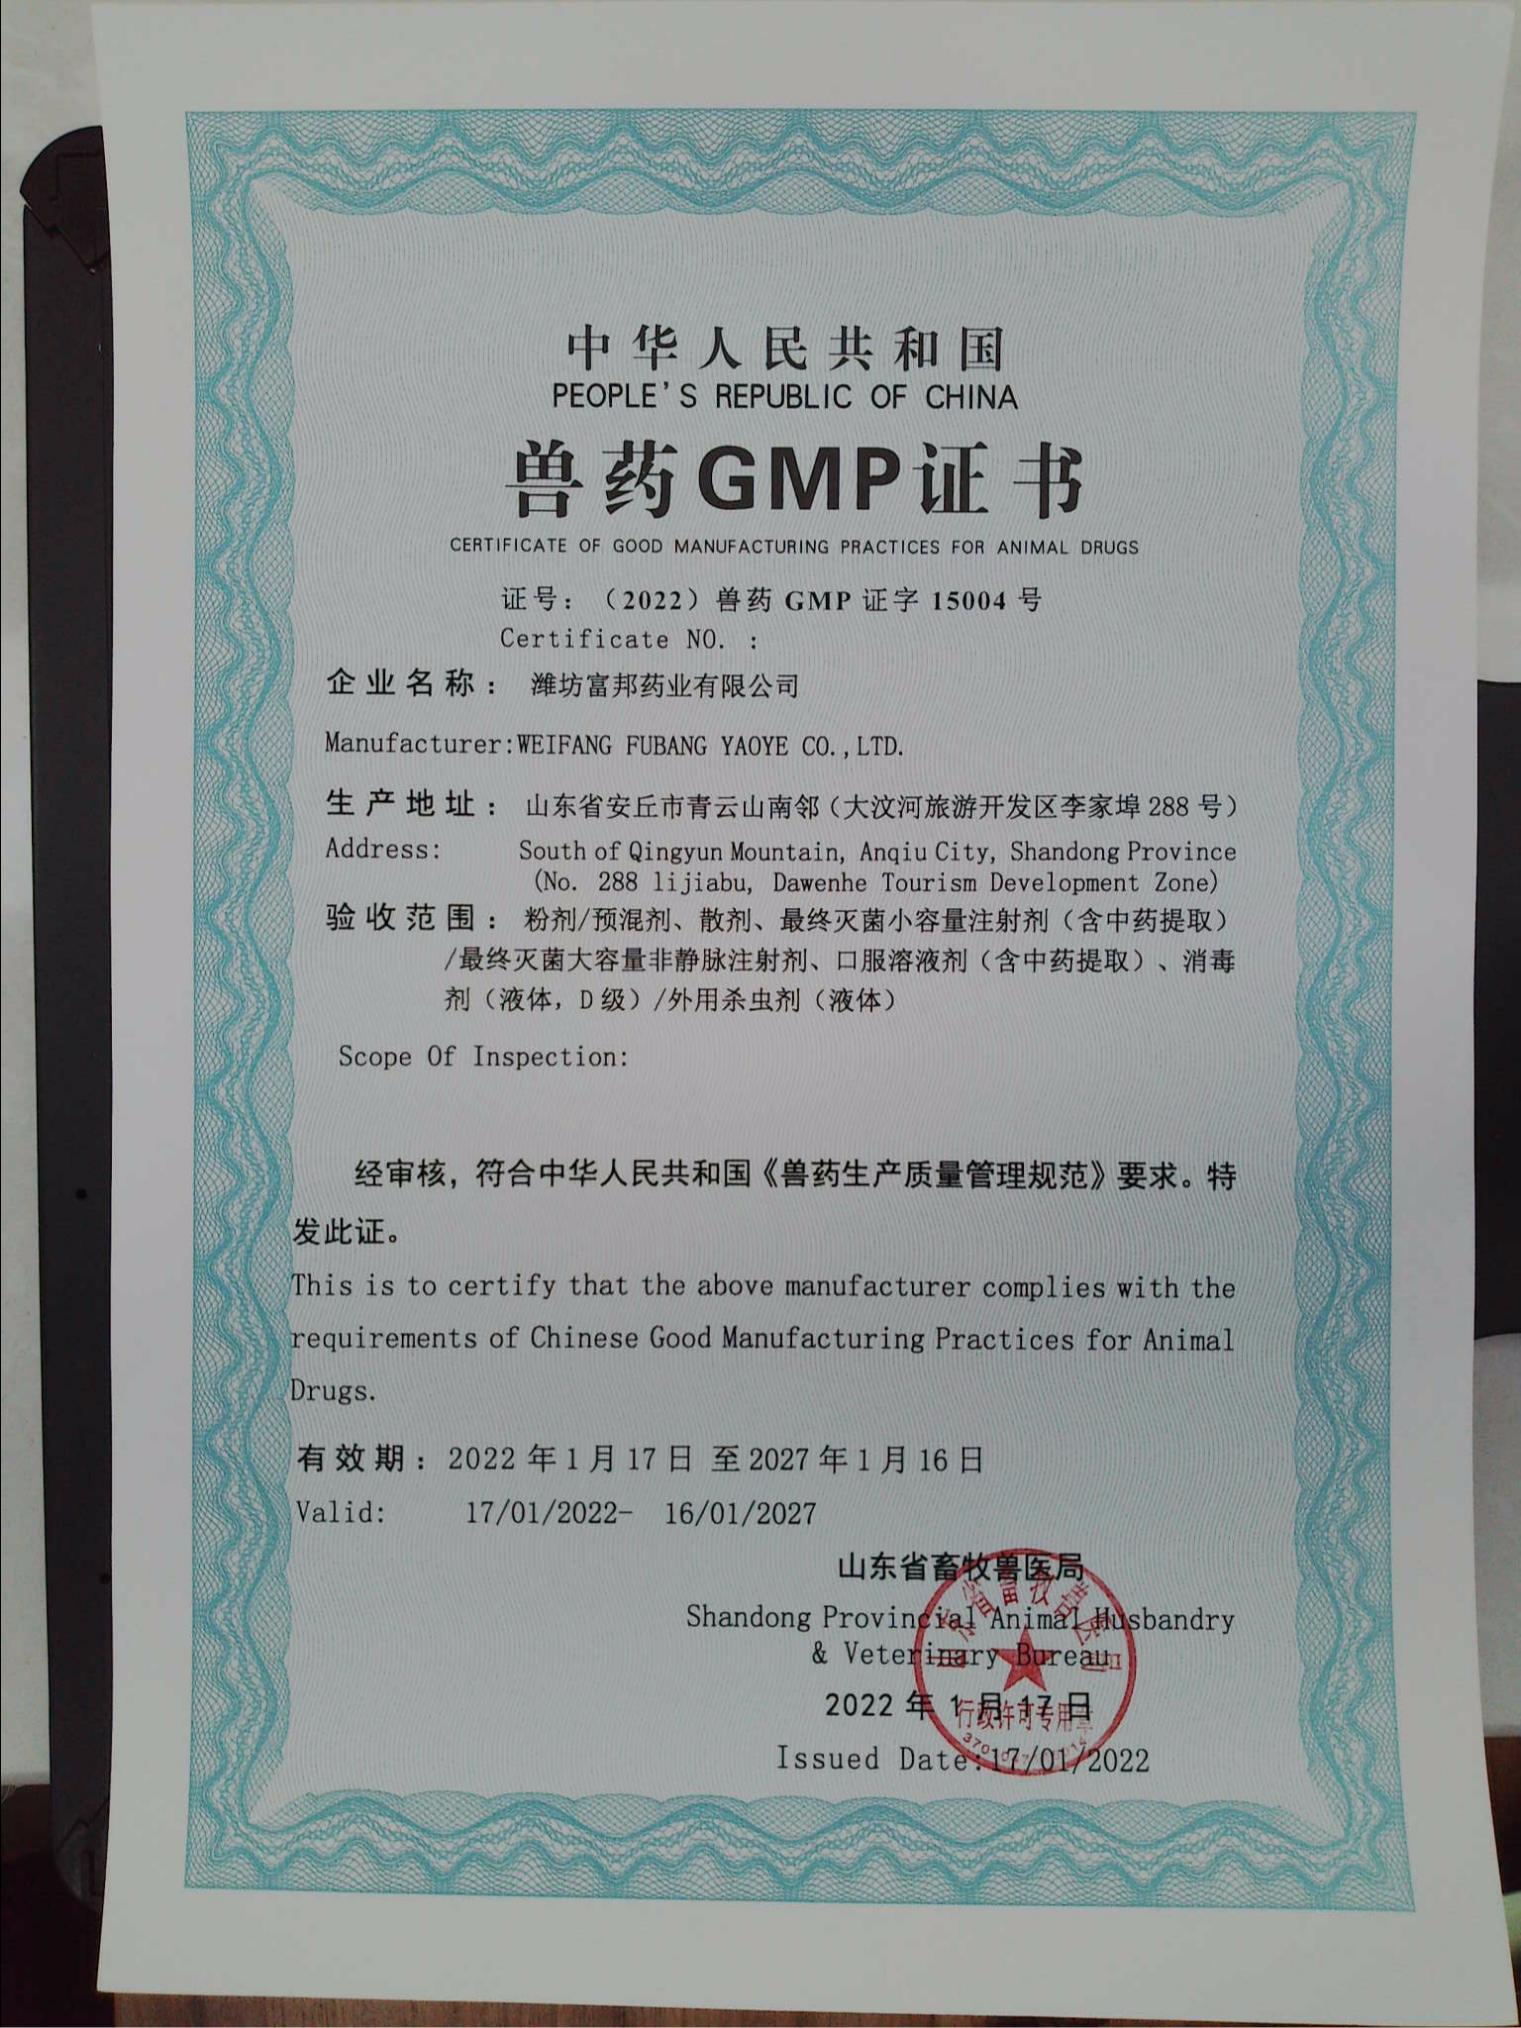 中华人民共和国
PEOPLE'S REPUBLIC OF CHINA
兽药GMP证书
CERTIFICATE OF GOOD MANUFACTURING PRACTICES FOR ANIMAL DRUGS
证号：（2022）兽药 GMP 证字 15004 号
Certificate NO. :
企业名称： 潍坊富邦药业有限公司
Manufacturer:WEIFANG FUBANG YAOYE CO.,LTD.
生产地址： 山东省安丘市青云山南邻（大汶河旅游开发区李家埠 288 号）
Address: South of Qingyun Mountain, Anqiu City, Shandong Province
(No. 288 lijiabu, Dawenhe Tourism Development Zone)
验收范围： 粉剂/预混剂、散剂、最终灭菌小容量注射剂（含中药提取）
/最终灭菌大容量非静脉注射剂、口服溶液剂（含中药提取）、消毒
剂（液体，D 级）/外用杀虫剂（液体）
Scope Of Inspection:
经审核，符合中华人民共和国《兽药生产质量管理规范》要求。特
发此证。
This is to certify that the above manufacturer complies with the
requirements of Chinese Good Manufacturing Practices for Animal
Drugs.
有效期：2022 年 1 月 17 日 至 2027 年 1 月 16 日
Valid: 17/01/2022- 16/01/2027
山东省畜牧兽医局
Shandong Provincial Animal Husbandry
& Veterinary Bureau
2022 年 1 月 17 日
Issued Date:17/01/2022
山东省畜牧兽医局
行政许可专用章